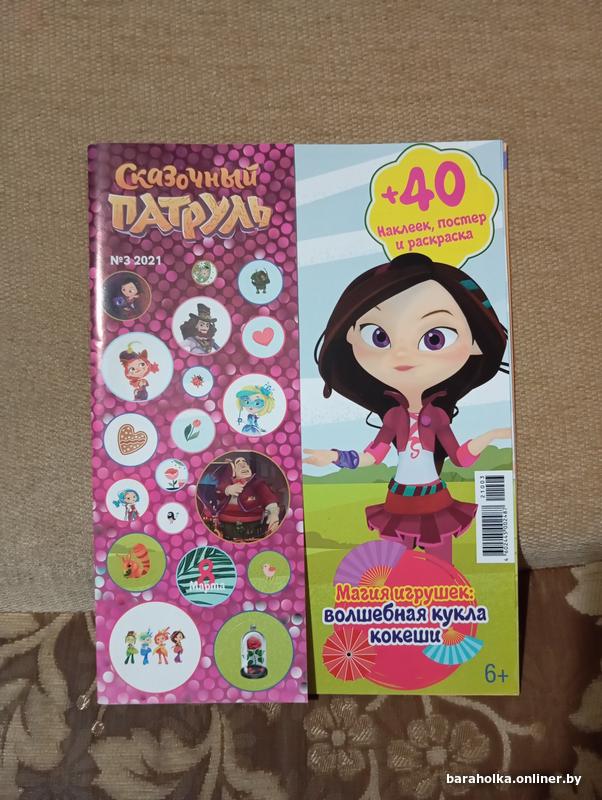 Сказочный
ПАТРУЛЬ
№3 2021
8
Марта
+40
Наклеек, постер
и раскраска
21003
Магия игрушек:
волшебная кукла
кокеши
6+
baraholka.onliner.by